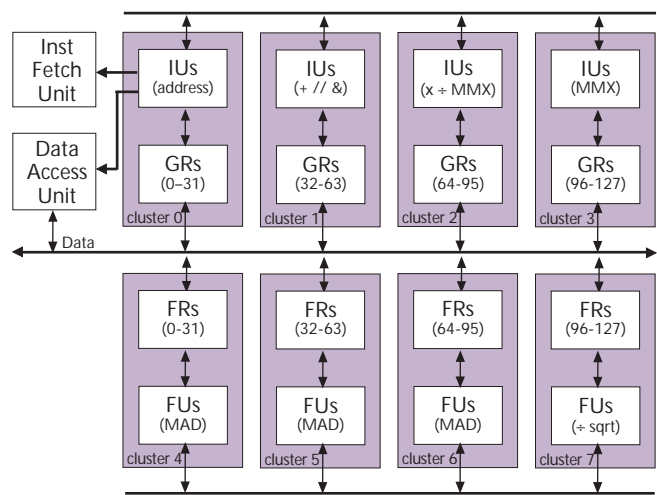 Inst
Fetch
Unit
Data
Access
Unit
Data
IUs
(address)
GRs
(0–31)
cluster 0
IUs
(+ // &)
GRs
(32-63)
cluster 1
IUs
(x ÷ MMX)
GRs
(64-95)
cluster 2
IUs
(MMX)
GRs
(96-127)
cluster 3
FRs
(0-31)
FUs
(MAD)
cluster 4
FRs
(32-63)
FUs
(MAD)
cluster 5
FRs
(64-95)
FUs
(MAD)
cluster 6
FRs
(96-127)
FUs
(÷ sqrt)
cluster 7